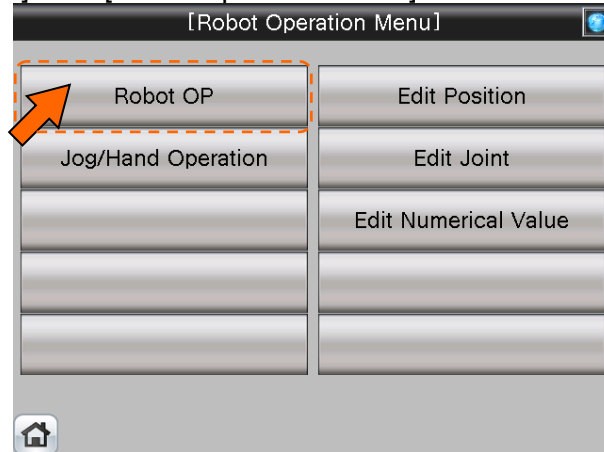 [Robot Operation Menu]
Robot OP
Edit Position
Jog/Hand Operation
Edit Joint
Edit Numerical Value